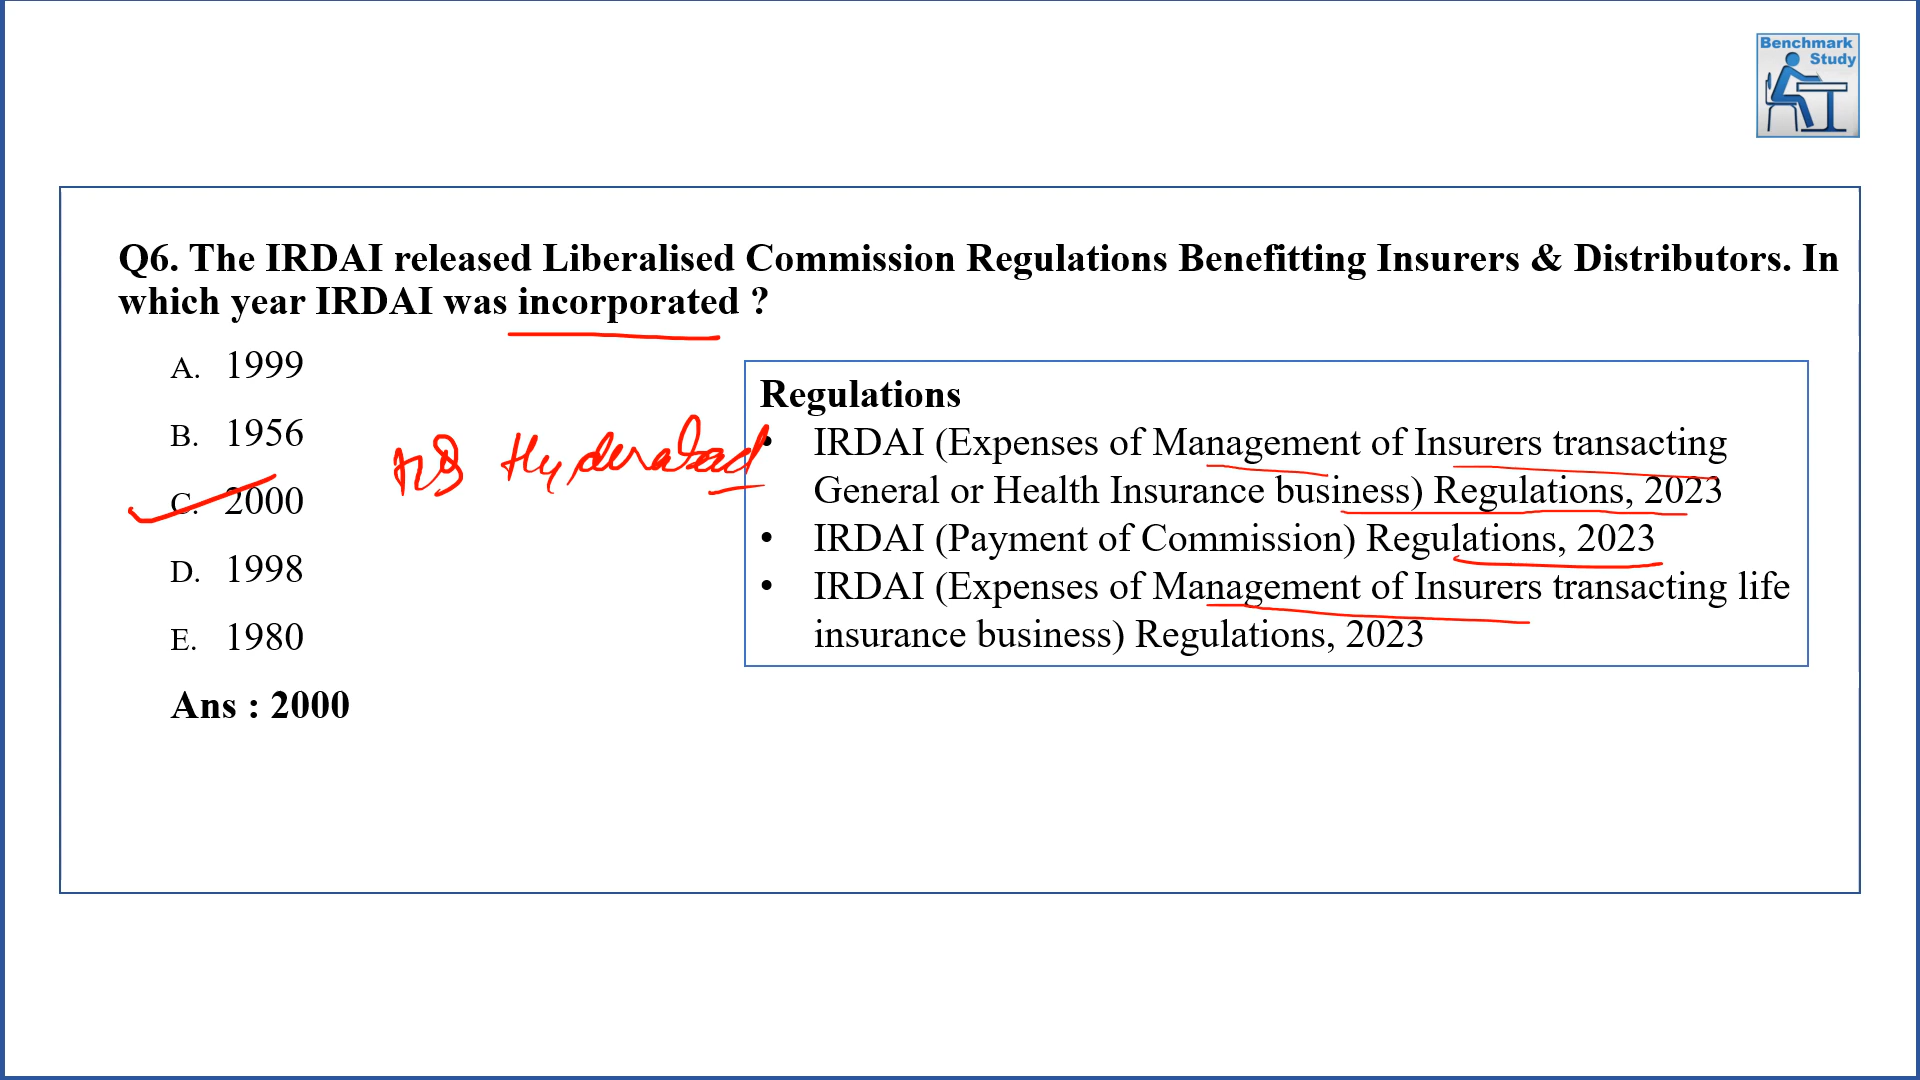 Benchmark
Study
Q6. The IRDAI released Liberalised Commission Regulations Benefitting Insurers & Distributors. In
which year IRDAI was incorporated ?
A. 1999
B. 1956
C. 2000
D. 1998
E. 1980
Ans : 2000
Hyderabad
Regulations
• IRDAI (Expenses of Management of Insurers transacting
General or Health Insurance business) Regulations, 2023
• IRDAI (Payment of Commission) Regulations, 2023
• IRDAI (Expenses of Management of Insurers transacting life
insurance business) Regulations, 2023